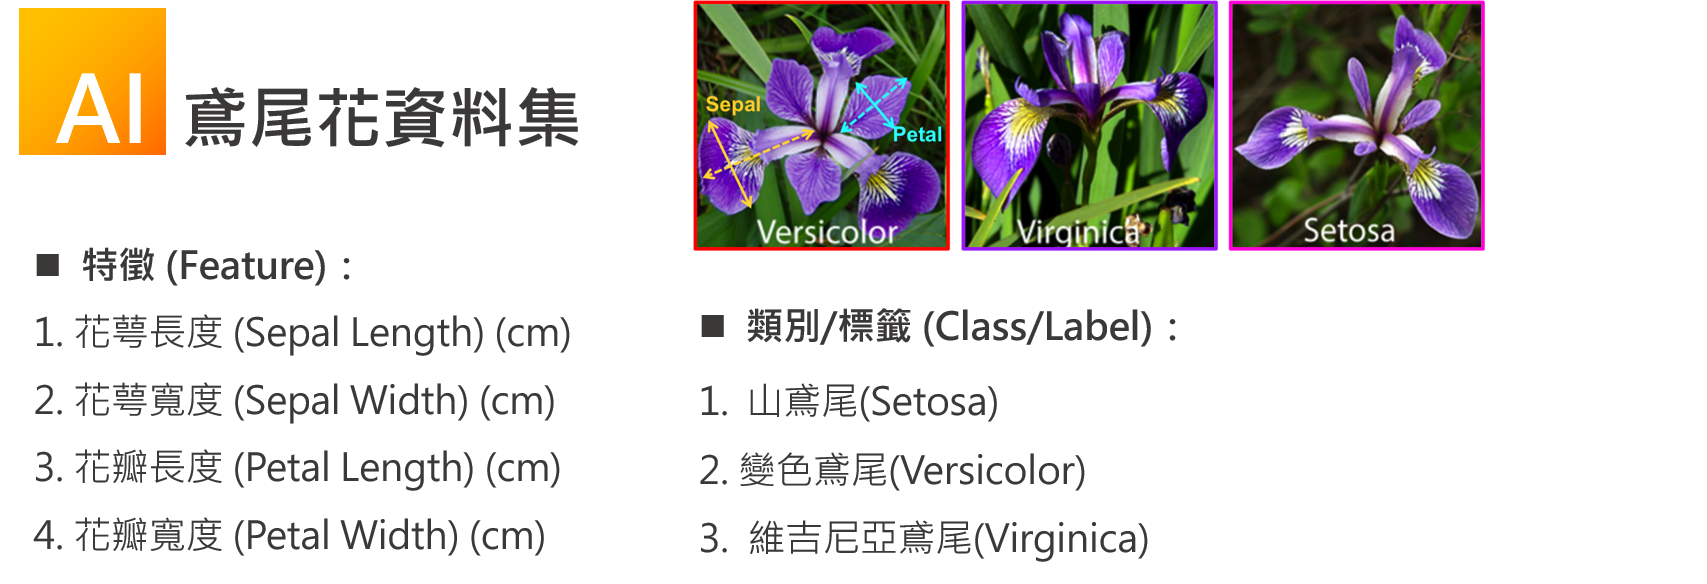 AI 鳶尾花資料集
Sepal
Petal
Versicolor
Virginica
Setosa
■ 特徵 (Feature)：
1. 花萼長度 (Sepal Length) (cm)
2. 花萼寬度 (Sepal Width) (cm)
3. 花瓣長度 (Petal Length) (cm)
4. 花瓣寬度 (Petal Width) (cm)
■ 類別/標籤 (Class/Label)：
1. 山鳶尾(Setosa)
2. 變色鳶尾(Versicolor)
3. 維吉尼亞鳶尾(Virginica)